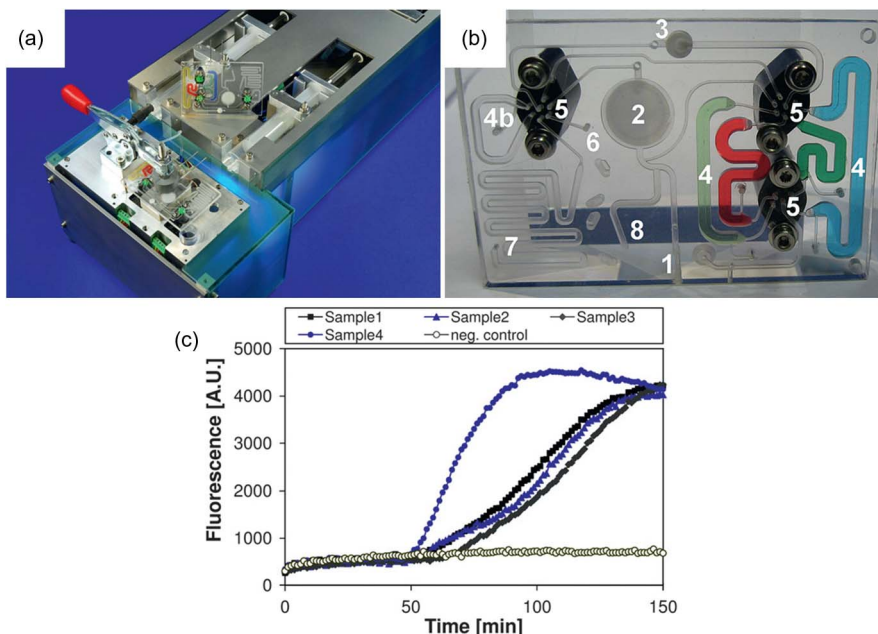 (a)
(b)
3
5
2
5
4b
6
4
4
5
7
8
1
(c)
Sample1 Sample2 Sample3
Sample4 neg. control
Fluorescence [A.U.]
5000
4000
3000
2000
1000
0
0 50 100 150
Time [min]